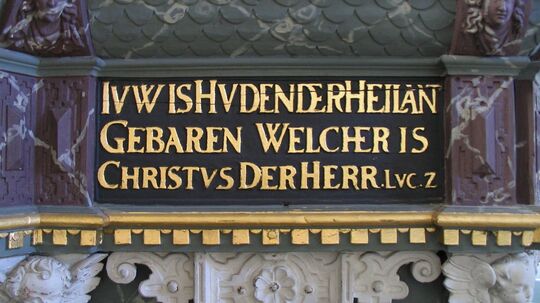 IVW IS HVDEN DER HEILANT
GEBAREN WELCHER IS
CHRISTVS DER HERR. LVC. 2